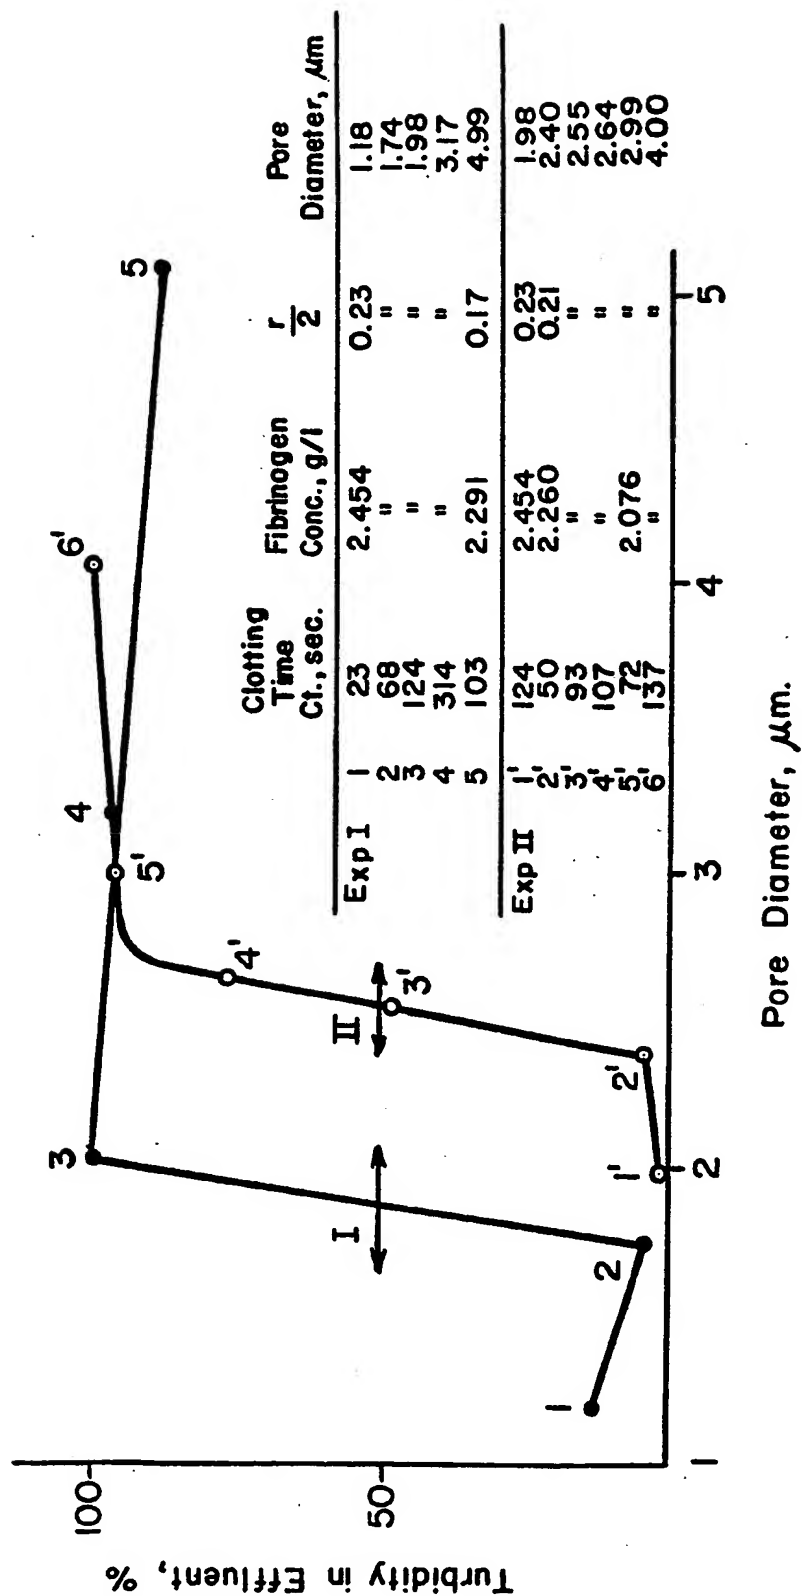 Turbidity in Effluent, %
100
50
1
2
3
4
5
Pore Diameter, μm.
1
2
3
4
5
1'
2'
3'
4'
5'
6'
I
II
Clotting Time Ct., sec.
Fibrinogen Conc., g/l
r/2
Pore Diameter, μm
Exp I
1 23 2.454 0.23 1.18
2 68 " " 1.74
3 124 " " 1.98
4 314 " " 3.17
5 103 2.291 0.17 4.99
Exp II
1' 124 2.454 0.23 1.98
2' 50 2.260 0.21 2.40
3' 93 " " 2.55
4' 107 " " 2.64
5' 72 2.076 " 2.99
6' 137 " " 4.00